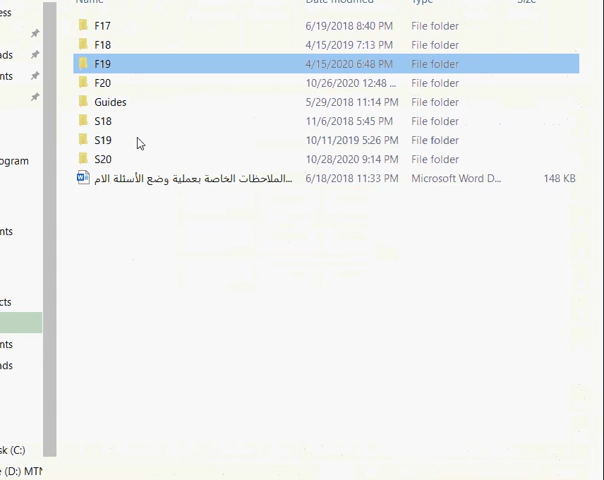 Name Date modified Type Size
ess
F17 6/19/2018 8:40 PM File folder
F18 4/15/2019 7:13 PM File folder
ads F19 4/15/2020 6:48 PM File folder
nts F20 10/26/2020 12:48 ... File folder
Guides 5/29/2018 11:14 PM File folder
S18 11/6/2018 5:45 PM File folder
S19 10/11/2019 5:26 PM File folder
ogram S20 10/28/2020 9:14 PM File folder
الملاحظات الخاصة بعملية وضع الأسئلة الام... 6/18/2018 11:33 PM Microsoft Word D... 148 KB
nts
cts
nts
ads
sk (C:)
e (D:) MTN